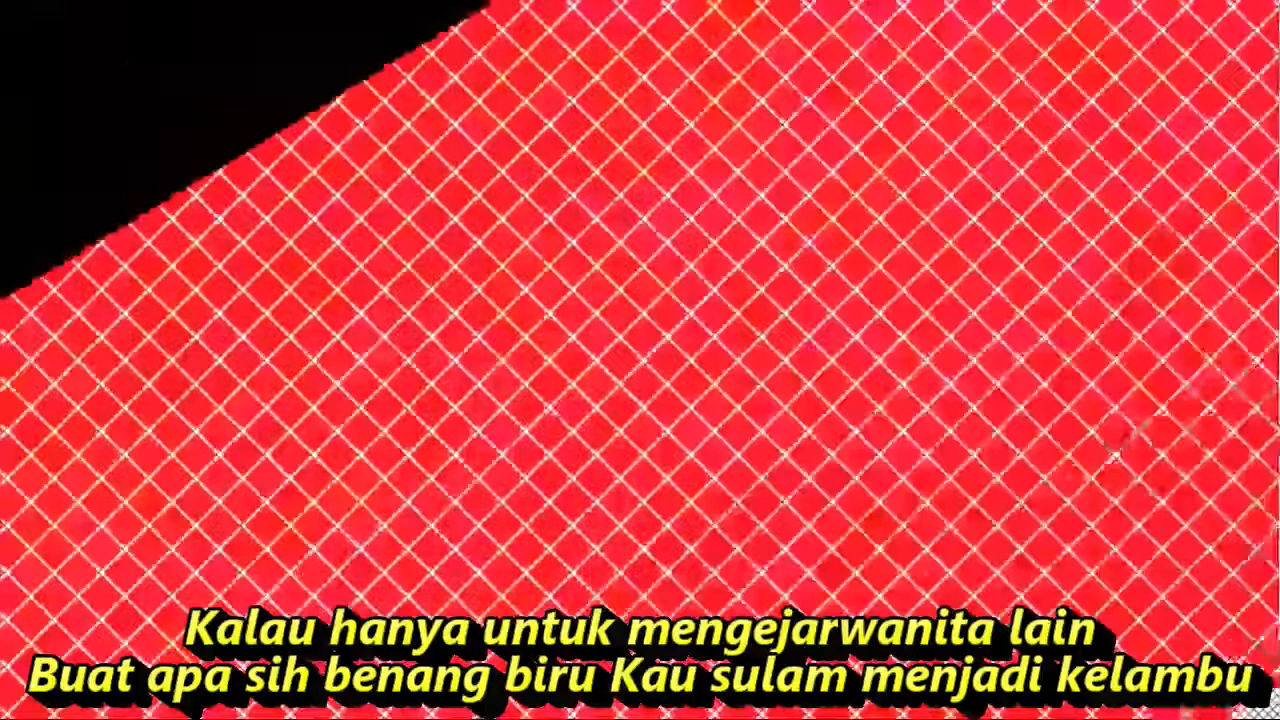 Kalau hanya untuk mengejarwanita lain
Buat apa sih benang biru Kau sulam menjadi kelambu